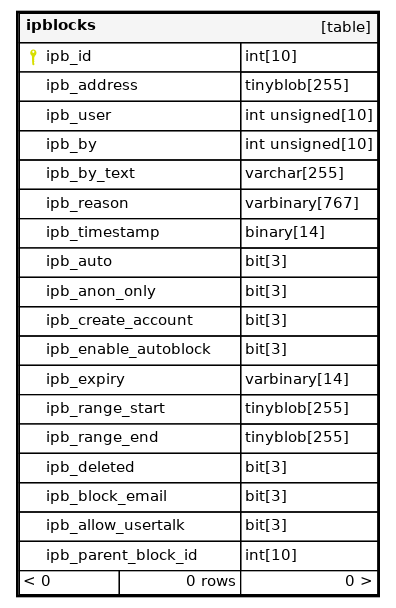 ipblocks [table]
ipb_id int[10]
ipb_address tinyblob[255]
ipb_user int unsigned[10]
ipb_by int unsigned[10]
ipb_by_text varchar[255]
ipb_reason varbinary[767]
ipb_timestamp binary[14]
ipb_auto bit[3]
ipb_anon_only bit[3]
ipb_create_account bit[3]
ipb_enable_autoblock bit[3]
ipb_expiry varbinary[14]
ipb_range_start tinyblob[255]
ipb_range_end tinyblob[255]
ipb_deleted bit[3]
ipb_block_email bit[3]
ipb_allow_usertalk bit[3]
ipb_parent_block_id int[10]
< 0 0 rows 0 >